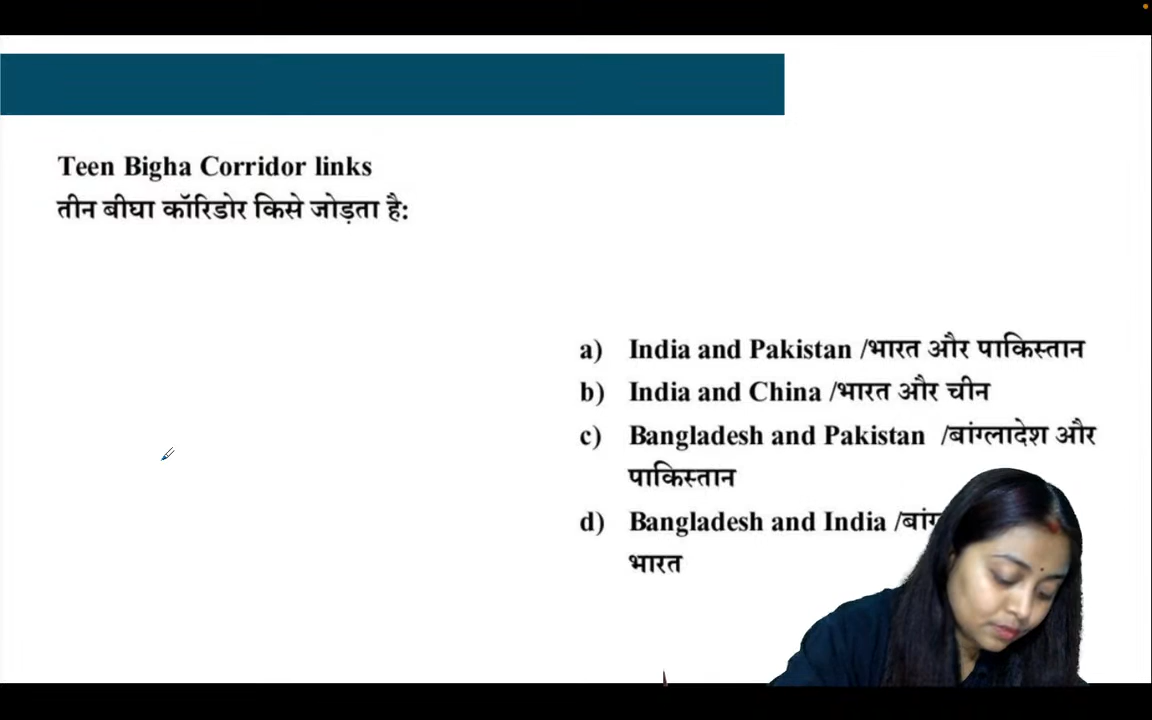 Teen Bigha Corridor links
तीन बीघा कॉरिडोर किसे जोड़ता है:
a) India and Pakistan /भारत और पाकिस्तान
b) India and China /भारत और चीन
c) Bangladesh and Pakistan /बांग्लादेश और
पाकिस्तान
d) Bangladesh and India /
भारत